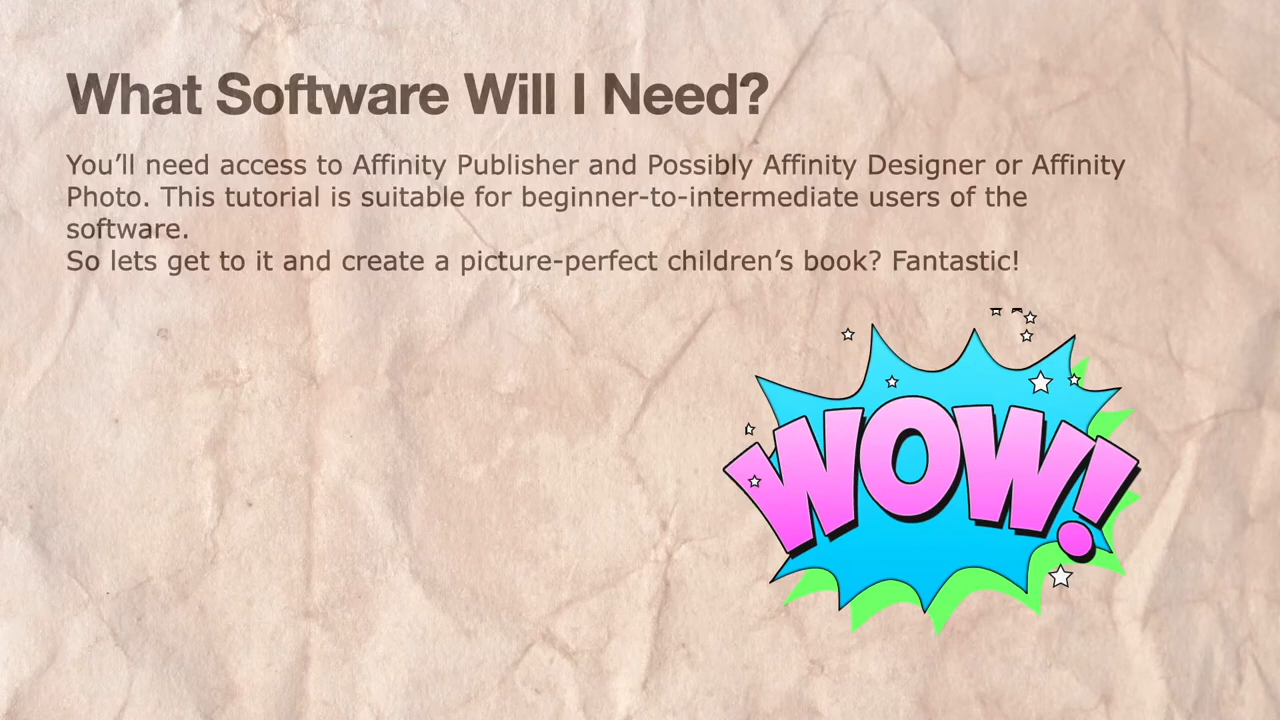 What Software Will I Need?
You’ll need access to Affinity Publisher and Possibly Affinity Designer or Affinity
Photo. This tutorial is suitable for beginner-to-intermediate users of the
software.
So lets get to it and create a picture-perfect children’s book? Fantastic!
WOW!